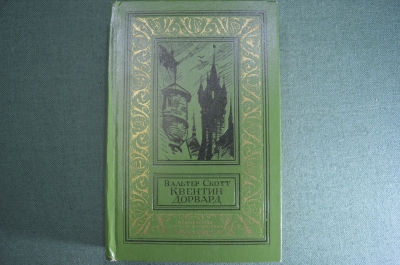 Вальтер Скотт
Квентин
Дорвард